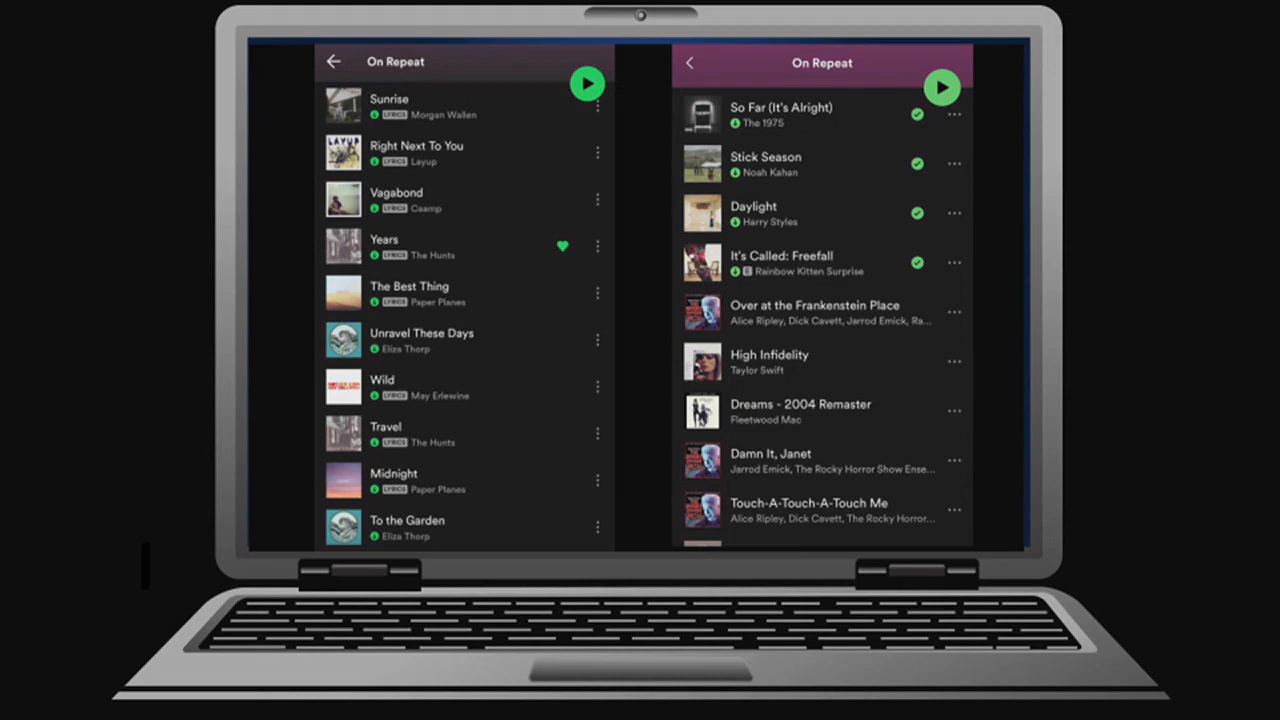 On Repeat
Sunrise
LYRICS Morgan Wallen
Right Next To You
LYRICS Layup
Vagabond
LYRICS Caamp
Years
LYRICS The Hunts
The Best Thing
LYRICS Paper Planes
Unravel These Days
Eliza Thorp
Wild
LYRICS May Erlewine
Travel
LYRICS The Hunts
Midnight
LYRICS Paper Planes
To the Garden
Eliza Thorp
On Repeat
So Far (It's Alright)
The 1975
Stick Season
Noah Kahan
Daylight
Harry Styles
It's Called: Freefall
E Rainbow Kitten Surprise
Over at the Frankenstein Place
Alice Ripley, Dick Cavett, Jarrod Emick, Ra...
High Infidelity
Taylor Swift
Dreams - 2004 Remaster
Fleetwood Mac
Damn It, Janet
Jarrod Emick, The Rocky Horror Show Ense...
Touch-A-Touch-A-Touch Me
Alice Ripley, Dick Cavett, The Rocky Horror...